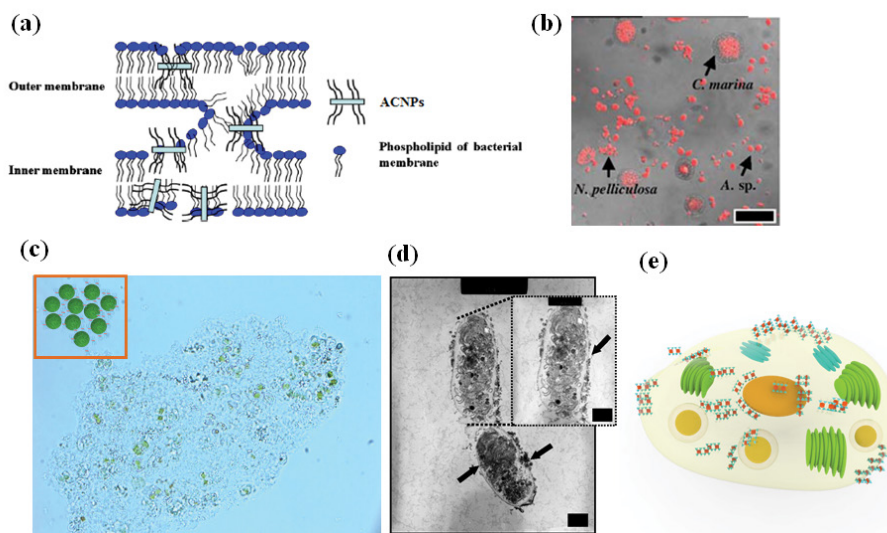 (a)
Outer membrane
Inner membrane
ACNPs
Phospholipid of bacterial
membrane
(b)
C. marina
N. pelliculosa
A. sp.
(c)
(d)
(e)